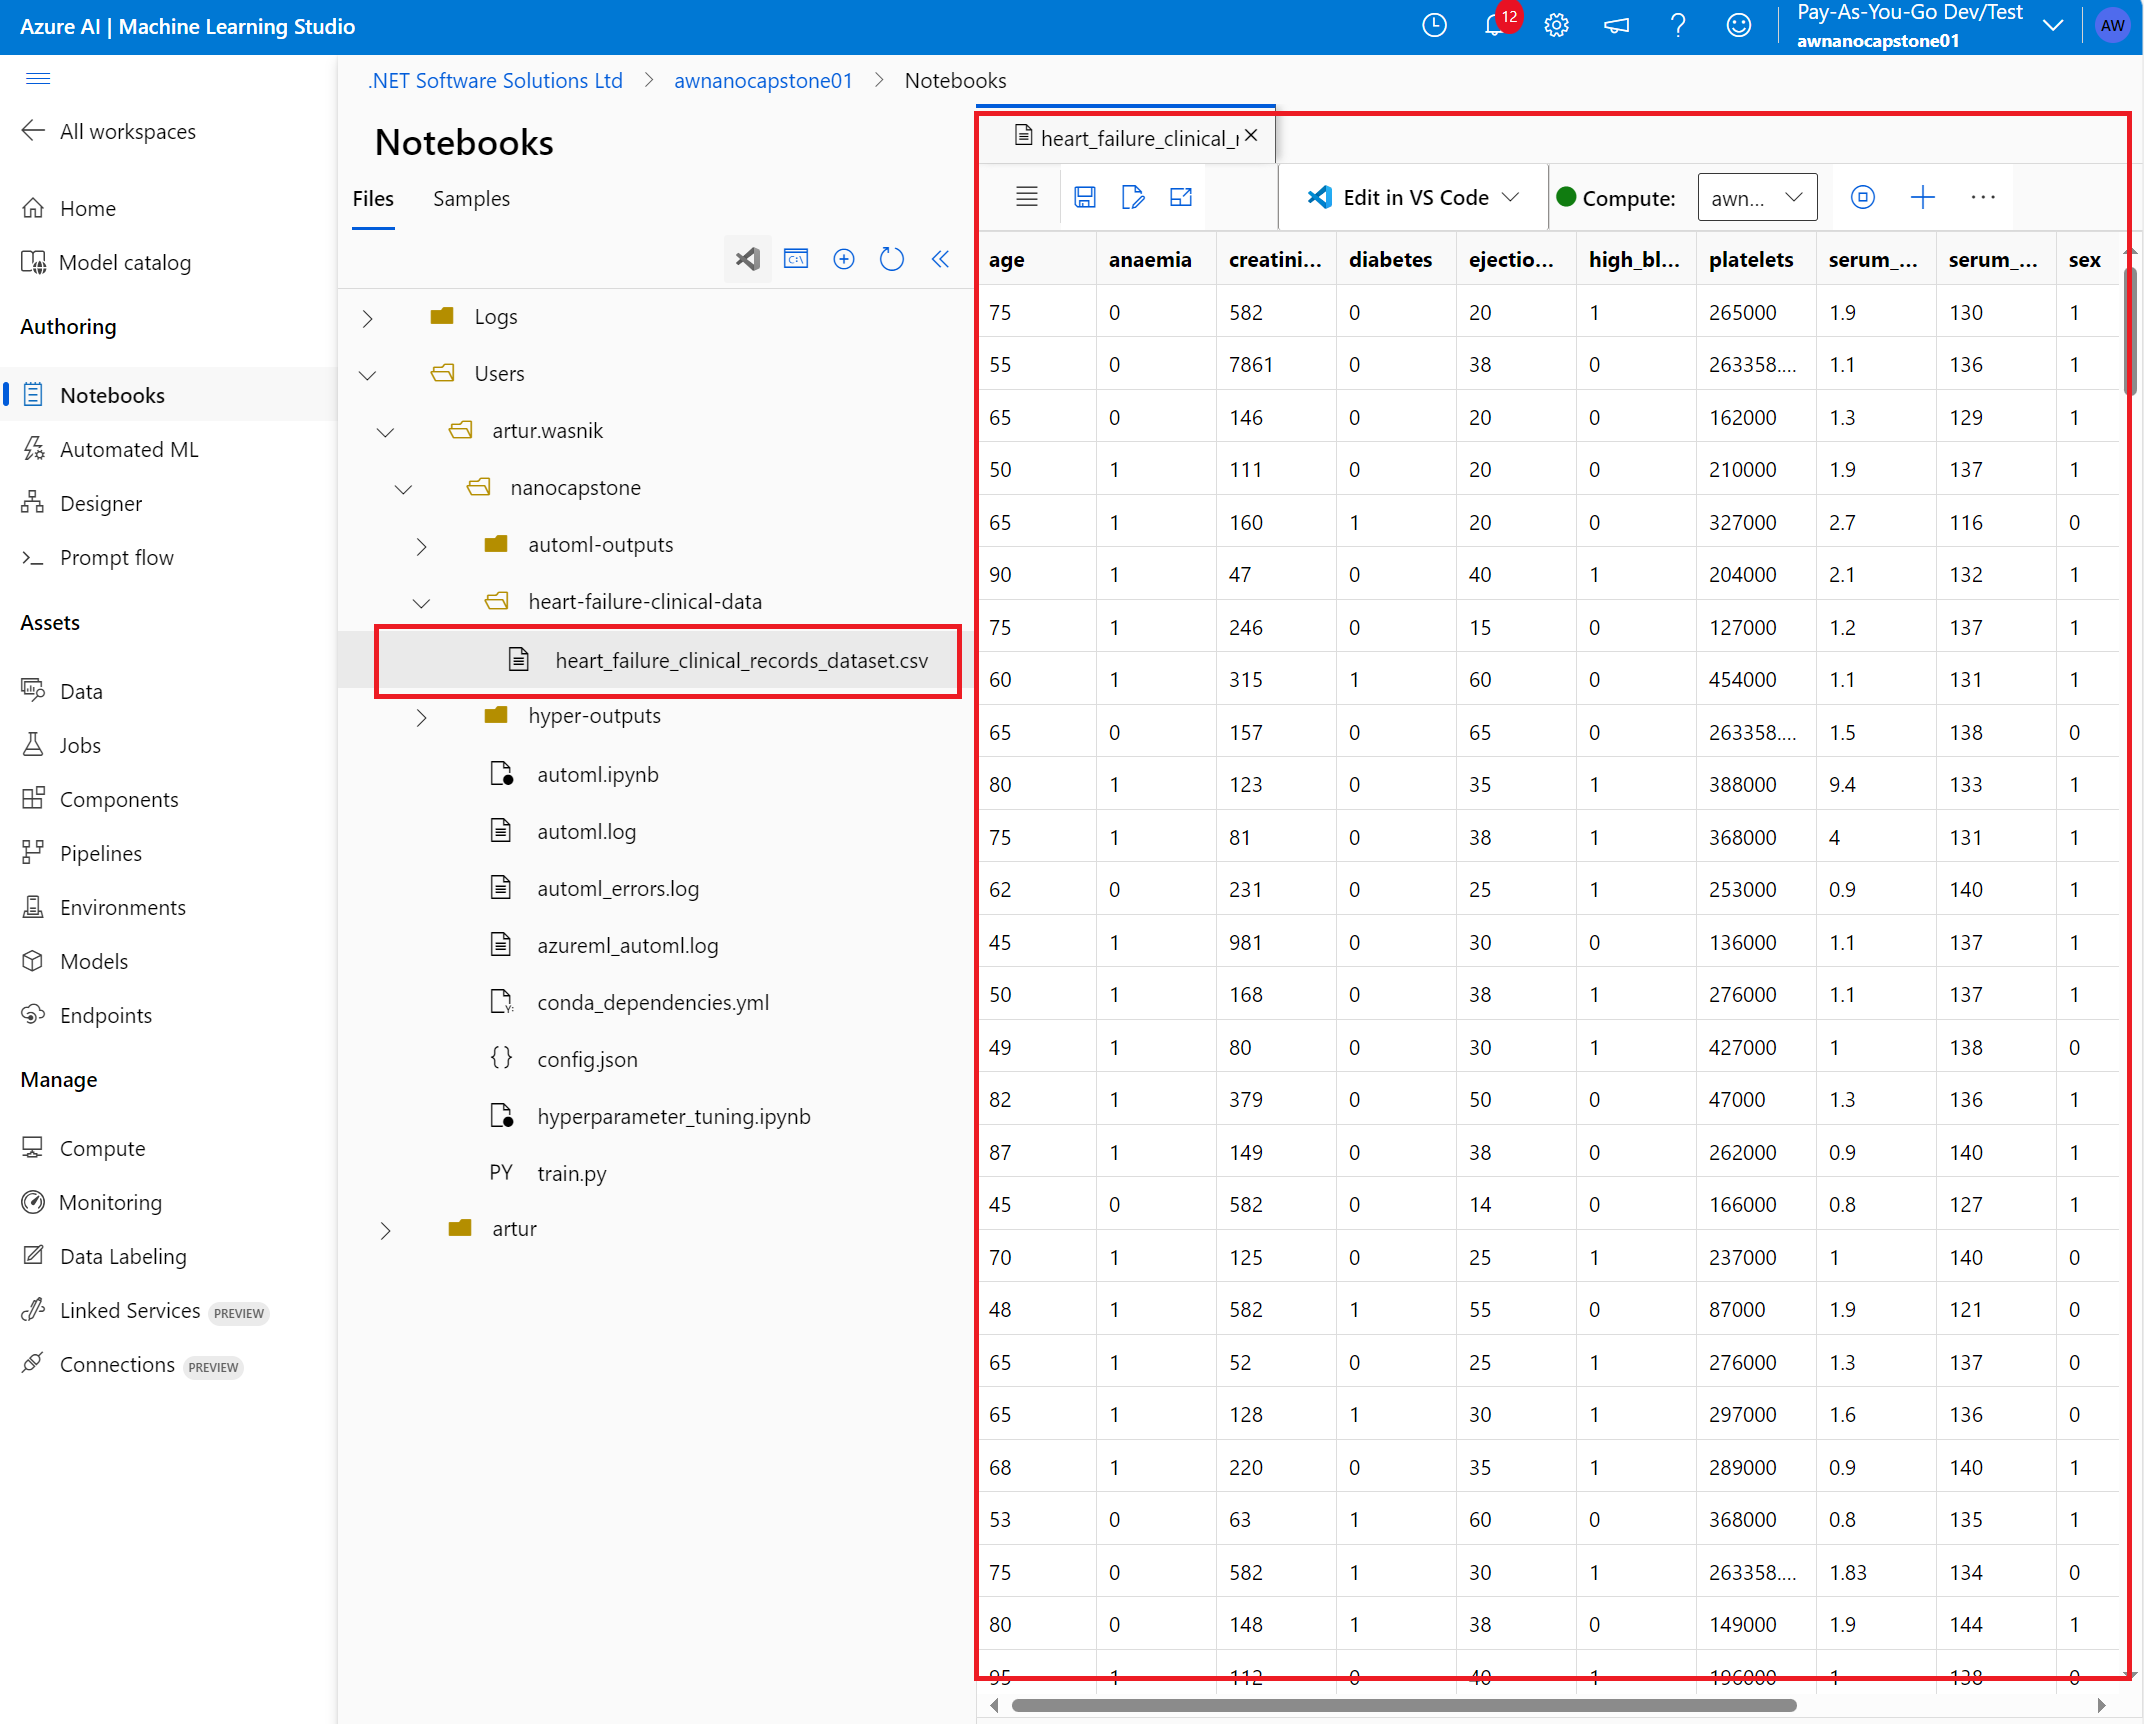 Azure AI | Machine Learning Studio
12
Pay-As-You-Go Dev/Test
awnanocapstone01
AW
All workspaces
Home
Model catalog
Authoring
Notebooks
Automated ML
Designer
Prompt flow
Assets
Data
Jobs
Components
Pipelines
Environments
Models
Endpoints
Manage
Compute
Monitoring
Data Labeling
Linked Services PREVIEW
Connections PREVIEW
.NET Software Solutions Ltd > awnanocapstone01 > Notebooks
Notebooks
Files Samples
Logs
Users
artur.wasnik
nanocapstone
automl-outputs
heart-failure-clinical-data
heart_failure_clinical_records_dataset.csv
hyper-outputs
automl.ipynb
automl.log
automl_errors.log
azureml_automl.log
Y: conda_dependencies.yml
{} config.json
hyperparameter_tuning.ipynb
PY train.py
artur
heart_failure_clinical_r
Edit in VS Code Compute: awn... ...
age anaemia creatini... diabetes ejectio... high_bl... platelets serum_... serum_... sex
75 0 582 0 20 1 265000 1.9 130 1
55 0 7861 0 38 0 263358.... 1.1 136 1
65 0 146 0 20 0 162000 1.3 129 1
50 1 111 0 20 0 210000 1.9 137 1
65 1 160 1 20 0 327000 2.7 116 0
90 1 47 0 40 1 204000 2.1 132 1
75 1 246 0 15 0 127000 1.2 137 1
60 1 315 1 60 0 454000 1.1 131 1
65 0 157 0 65 0 263358.... 1.5 138 0
80 1 123 0 35 1 388000 9.4 133 1
75 1 81 0 38 1 368000 4 131 1
62 0 231 0 25 1 253000 0.9 140 1
45 1 981 0 30 0 136000 1.1 137 1
50 1 168 0 38 1 276000 1.1 137 1
49 1 80 0 30 1 427000 1 138 0
82 1 379 0 50 0 47000 1.3 136 1
87 1 149 0 38 0 262000 0.9 140 1
45 0 582 0 14 0 166000 0.8 127 1
70 1 125 0 25 1 237000 1 140 0
48 1 582 1 55 0 87000 1.9 121 0
65 1 52 0 25 1 276000 1.3 137 0
65 1 128 1 30 1 297000 1.6 136 0
68 1 220 0 35 1 289000 0.9 140 1
53 0 63 1 60 0 368000 0.8 135 1
75 0 582 1 30 1 263358.... 1.83 134 0
80 0 148 1 38 0 149000 1.9 144 1
95 1 112 0 40 1 196000 1 138 0